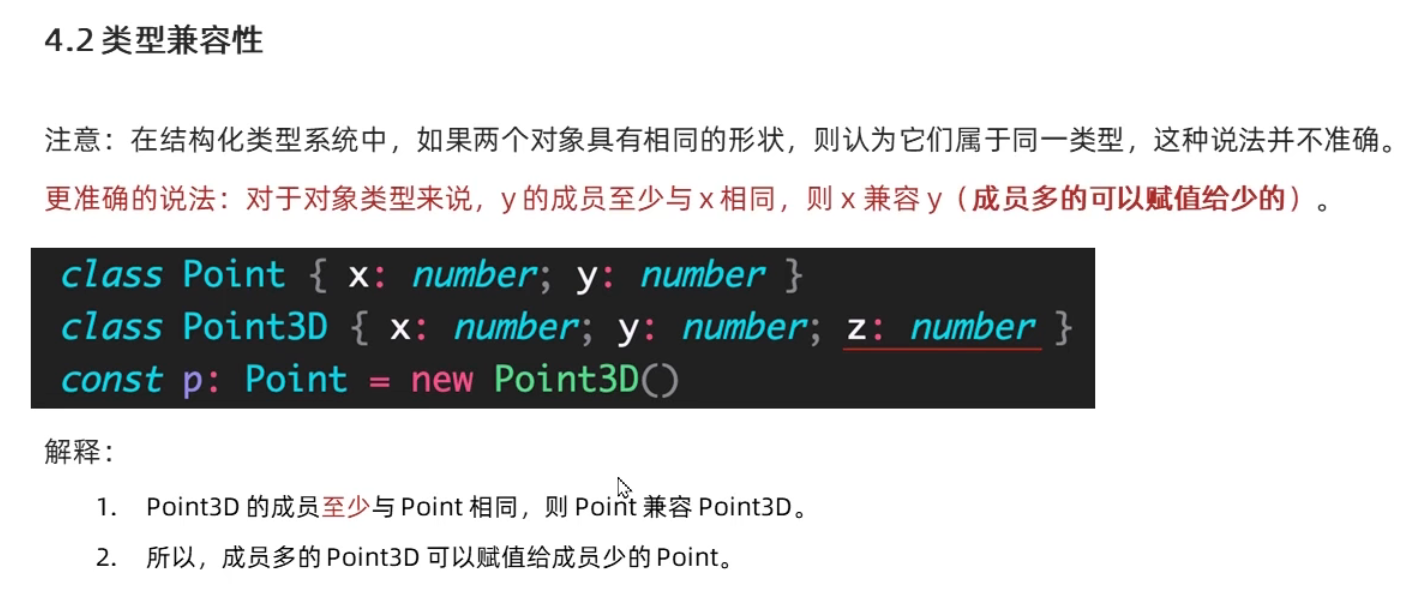 4.2 类型兼容性
注意：在结构化类型系统中，如果两个对象具有相同的形状，则认为它们属于同一类型，这种说法并不准确。
更准确的说法：对于对象类型来说，y 的成员至少与 x 相同，则 x 兼容 y（成员多的可以赋值给少的）。
class Point { x: number; y: number }
class Point3D { x: number; y: number; z: number }
const p: Point = new Point3D()
解释：
1. Point3D 的成员至少与 Point 相同，则 Point 兼容 Point3D。
2. 所以，成员多的 Point3D 可以赋值给成员少的 Point。